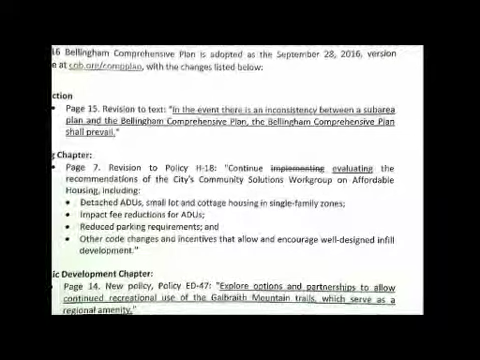 16 Bellingham Comprehensive Plan is adopted as the September 28, 2016, version
e at cob.org/compplan, with the changes listed below:
ction
• Page 15. Revision to text: "In the event there is an inconsistency between a subarea
plan and the Bellingham Comprehensive Plan, the Bellingham Comprehensive Plan
shall prevail."
g Chapter:
• Page 7. Revision to Policy H-18: "Continue implementing evaluating the
recommendations of the City's Community Solutions Workgroup on Affordable
Housing, including:
• Detached ADUs, small lot and cottage housing in single-family zones;
• Impact fee reductions for ADUs;
• Reduced parking requirements; and
• Other code changes and incentives that allow and encourage well-designed infill
development."
ic Development Chapter:
• Page 14. New policy, Policy ED-47: "Explore options and partnerships to allow
continued recreational use of the Galbraith Mountain trails, which serve as a
regional amenity."